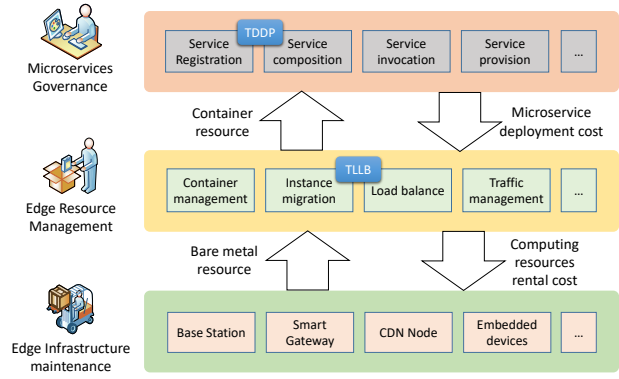 TDDP
Service
Registration
Service
composition
Service
invocation
Service
provision
...
Microservices
Governance
Container
resource
Microservice
deployment cost
TLLB
Container
management
Instance
migration
Load balance
Traffic
management
...
Edge Resource
Management
Bare metal
resource
Computing
resources
rental cost
Base Station
Smart
Gateway
CDN Node
Embedded
devices
...
Edge Infrastructure
maintenance